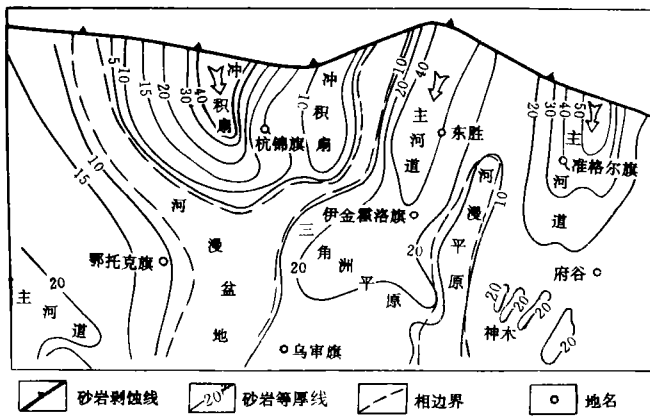 5
10
15
20
30
40
冲积扇
杭锦旗
10
冲积扇
10
20
40
主河道
东胜
20
30
40
50
主河道
准格尔旗
15
10
河漫盆地
鄂托克旗
20
主河道
三角洲平原
伊金霍洛旗
20
20
河漫平原
10
府谷
神木
20
20
20
20
乌审旗
砂岩剥蚀线
20
砂岩等厚线
相边界
地名